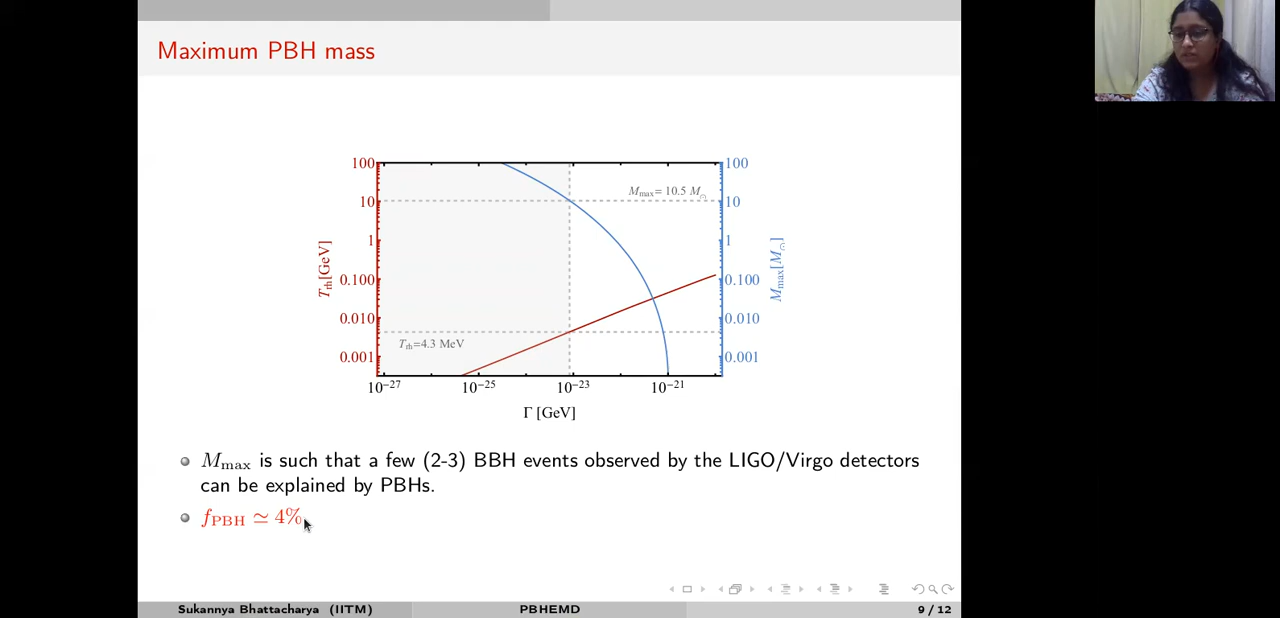 Maximum PBH mass
100
10
1
0.100
0.010
0.001
T_rh[GeV]
M_max= 10.5 M_⊙
T_rh=4.3 MeV
100
10
1
0.100
0.010
0.001
M_max[M_⊙]
10^−27 10^−25 10^−23 10^−21
Γ [GeV]
M_max is such that a few (2-3) BBH events observed by the LIGO/Virgo detectors
can be explained by PBHs.
f_PBH ≃ 4%
Sukannya Bhattacharya (IITM) PBHEMD 9 / 12